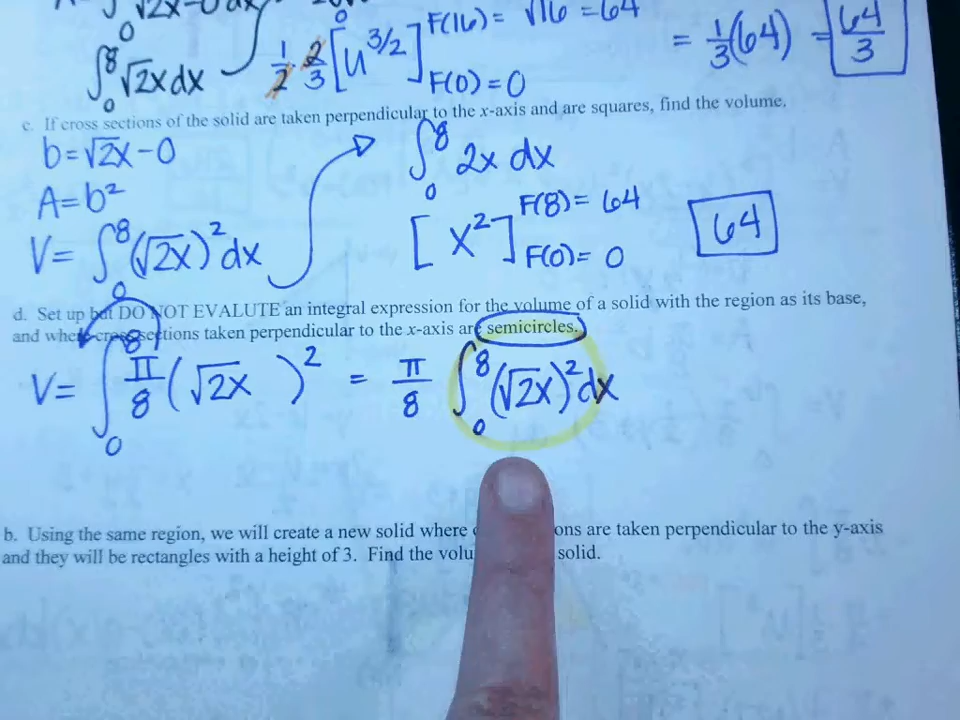 √2x-0 dx
∫₀⁸ √2x dx
1/2 · 2/3 [u^3/2] F(16) = √16 = 64
F(0) = 0
= 1/3(64) = 64/3
c. If cross sections of the solid are taken perpendicular to the x-axis and are squares, find the volume.
b=√2x-0
A=b²
V= ∫₀⁸ (√2x)² dx
∫₀⁸ 2x dx
[x²] F(8) = 64
F(0) = 0
64
d. Set up but DO NOT EVALUTE an integral expression for the volume of a solid with the region as its base,
and where cross sections taken perpendicular to the x-axis are semicircles.
V= ∫₀⁸ π/8 (√2x )² = π/8 ∫₀⁸ (√2x)² dx
b. Using the same region, we will create a new solid where ons are taken perpendicular to the y-axis
and they will be rectangles with a height of 3. Find the volu solid.